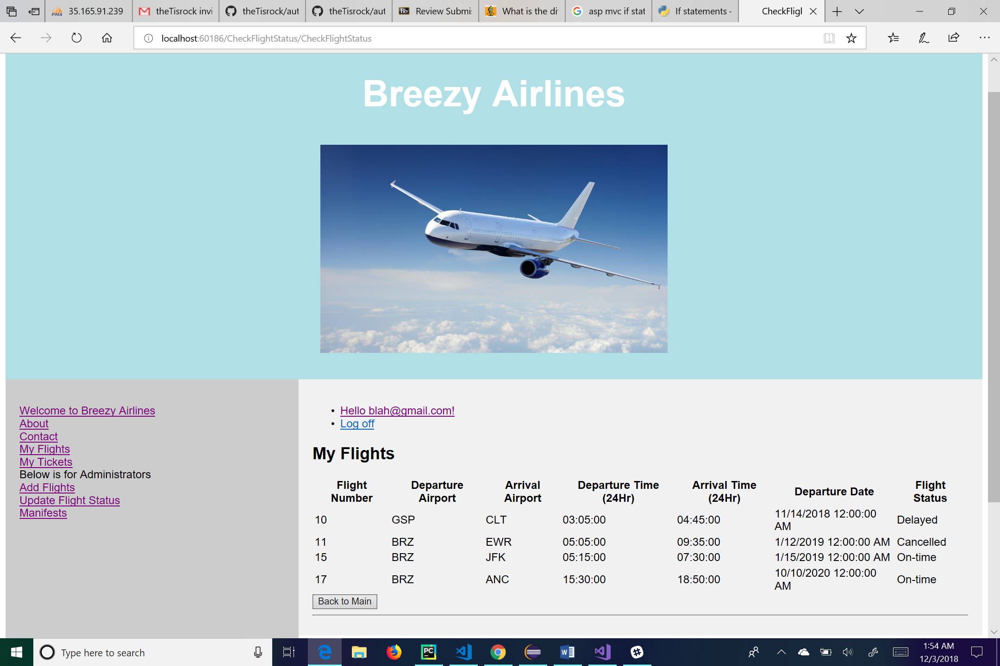 35.165.91.239
theTisrock invi
theTisrock/aut
theTisrock/aut
Review Submi
What is the di
asp mvc if stat
If statements -
CheckFligl
localhost:60186/CheckFlightStatus/CheckFlightStatus
Breezy Airlines
Welcome to Breezy Airlines
About
Contact
My Flights
My Tickets
Below is for Administrators
Add Flights
Update Flight Status
Manifests
• Hello blah@gmail.com!
• Log off
My Flights
Flight Number Departure Airport Arrival Airport Departure Time (24Hr) Arrival Time (24Hr) Departure Date Flight Status
10 GSP CLT 03:05:00 04:45:00 11/14/2018 12:00:00 AM Delayed
11 BRZ EWR 05:05:00 09:35:00 1/12/2019 12:00:00 AM Cancelled
15 BRZ JFK 05:15:00 07:30:00 1/15/2019 12:00:00 AM On-time
17 BRZ ANC 15:30:00 18:50:00 10/10/2020 12:00:00 AM On-time
Back to Main
Type here to search
1:54 AM
12/3/2018